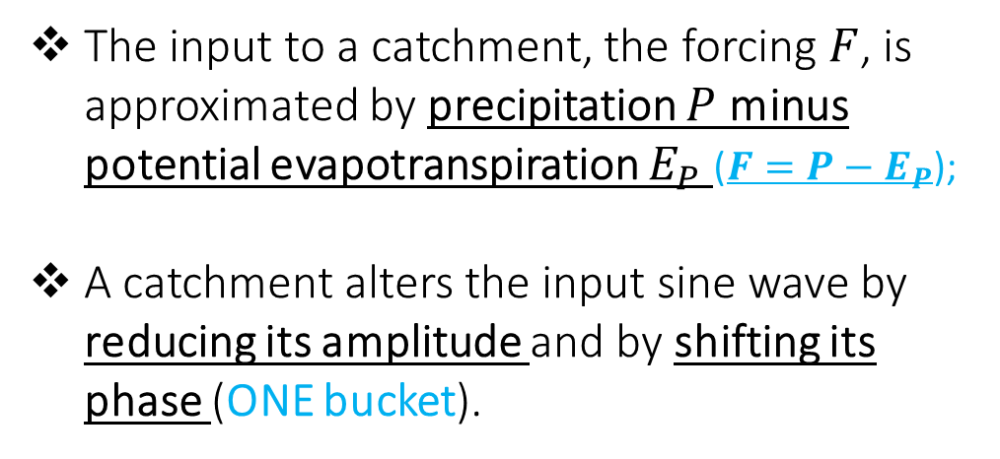 ❖ The input to a catchment, the forcing F, is
approximated by precipitation P minus
potential evapotranspiration E_P (F = P − E_P);
❖ A catchment alters the input sine wave by
reducing its amplitude and by shifting its
phase (ONE bucket).